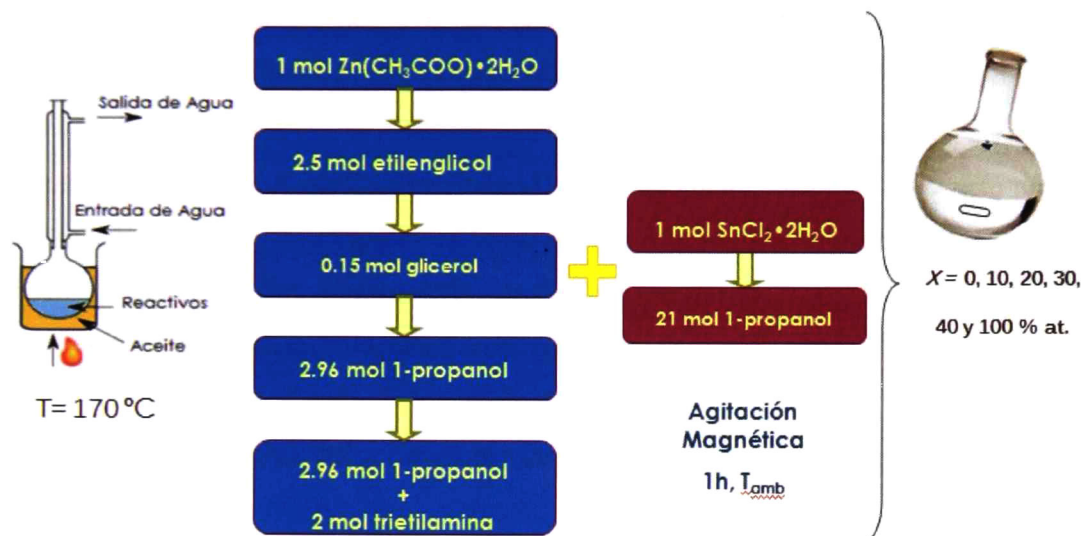 Salida de Agua
Entrada de Agua
Reactivos
Aceite
T= 170 °C
1 mol Zn(CH₃COO)•2H₂O
2.5 mol etilenglicol
0.15 mol glicerol
2.96 mol 1-propanol
2.96 mol 1-propanol
+
2 mol trietilamina
1 mol SnCl₂•2H₂O
21 mol 1-propanol
Agitación
Magnética
1h, Tamb
X = 0, 10, 20, 30,
40 y 100 % at.